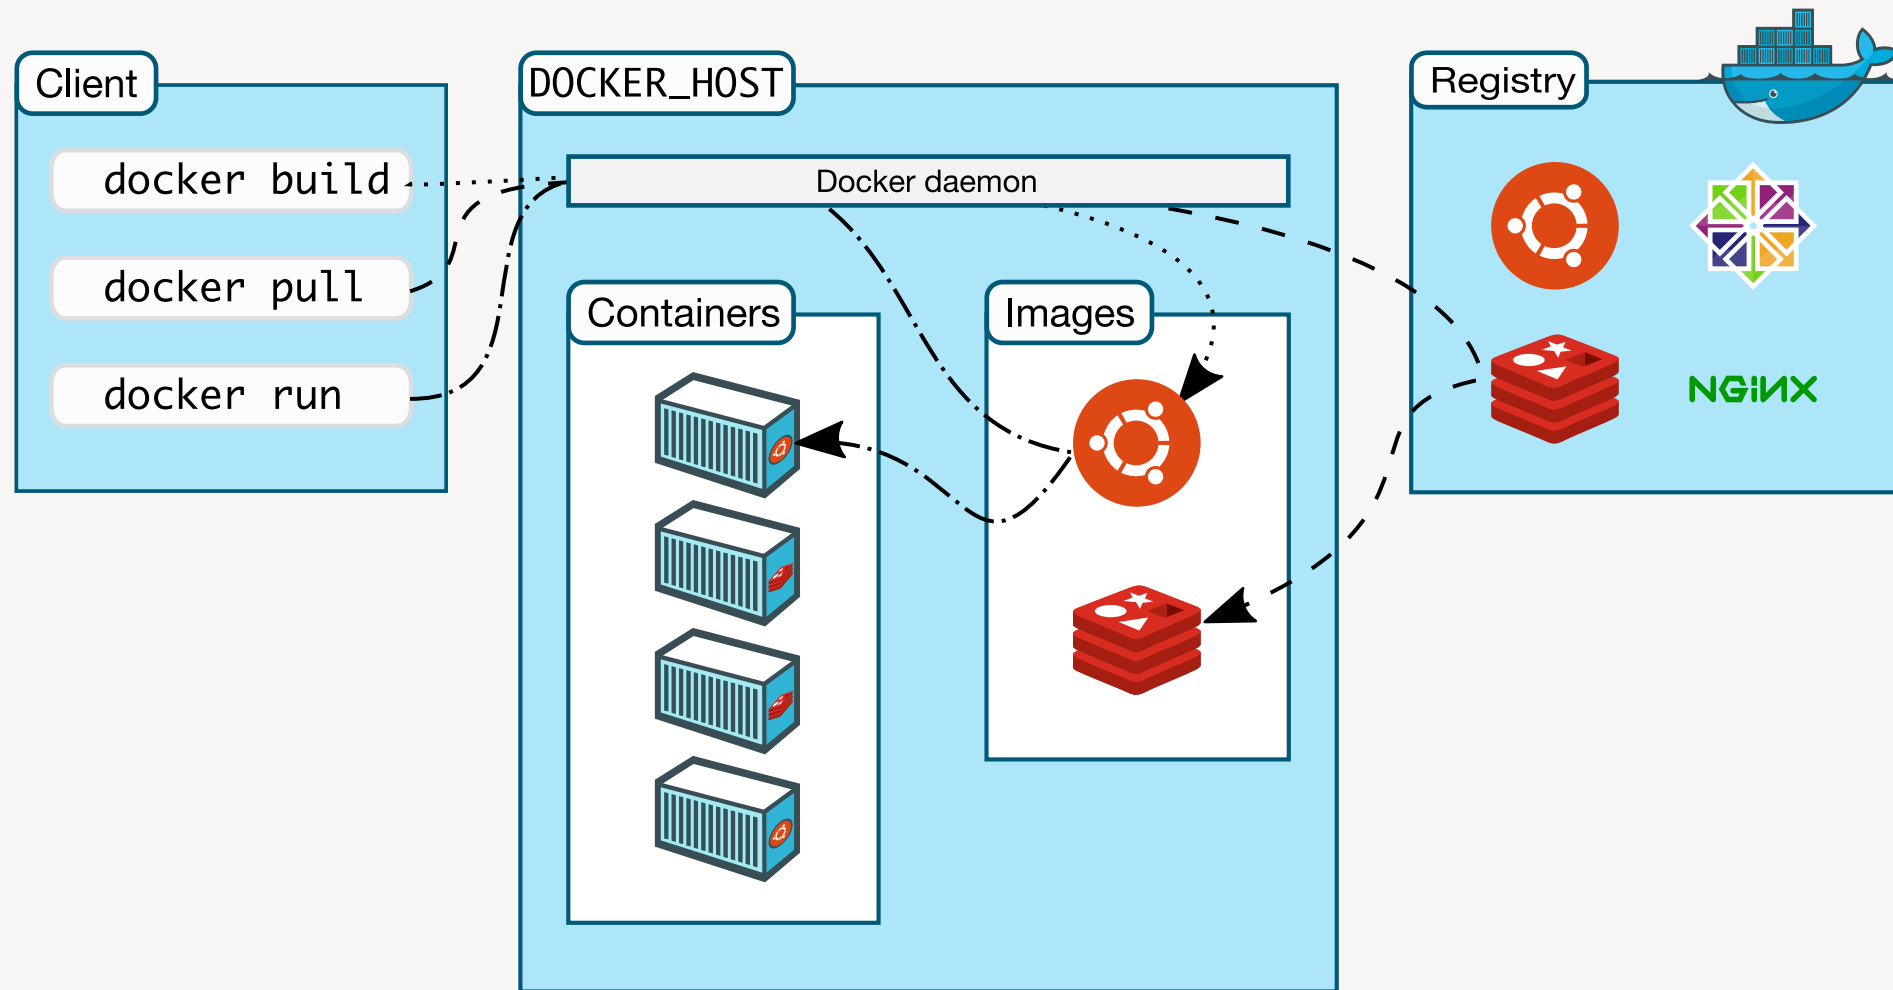 Client
docker build
docker pull
docker run
DOCKER_HOST
Docker daemon
Containers
Images
Registry
NGiNX